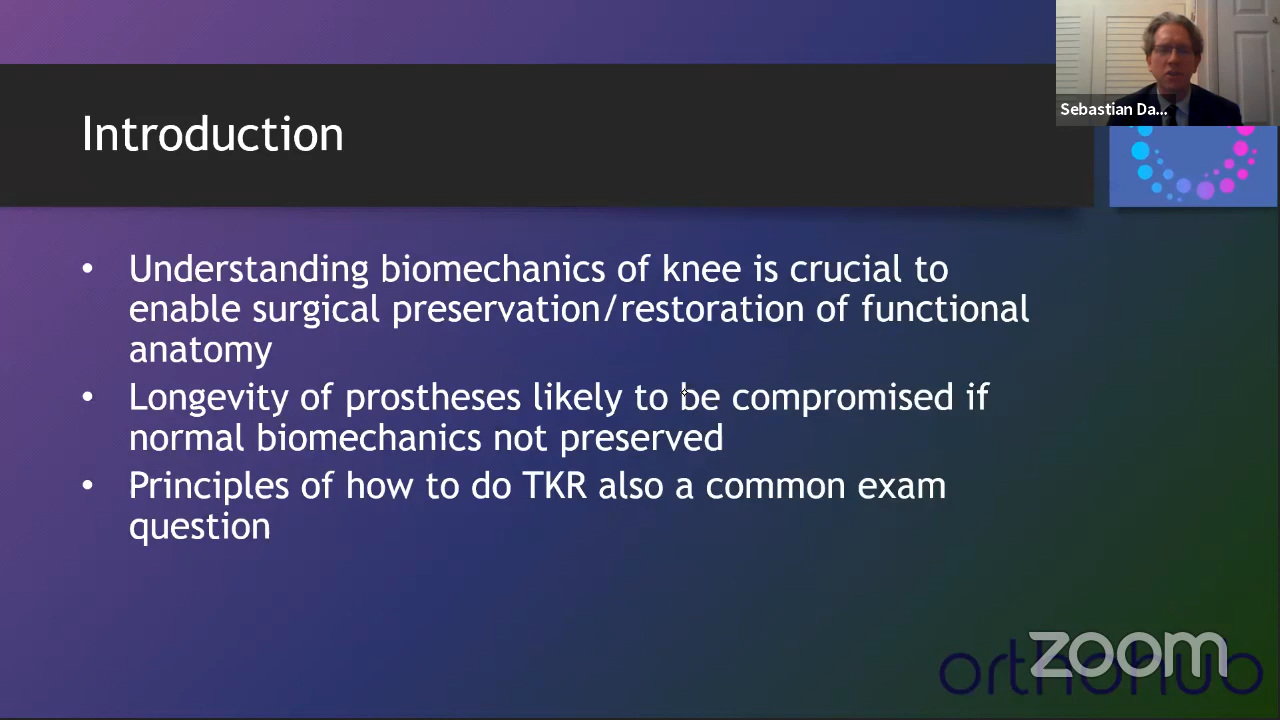 Sebastian Da...
Introduction
• Understanding biomechanics of knee is crucial to
enable surgical preservation/restoration of functional
anatomy
• Longevity of prostheses likely to be compromised if
normal biomechanics not preserved
• Principles of how to do TKR also a common exam
question
zoom
orthohub